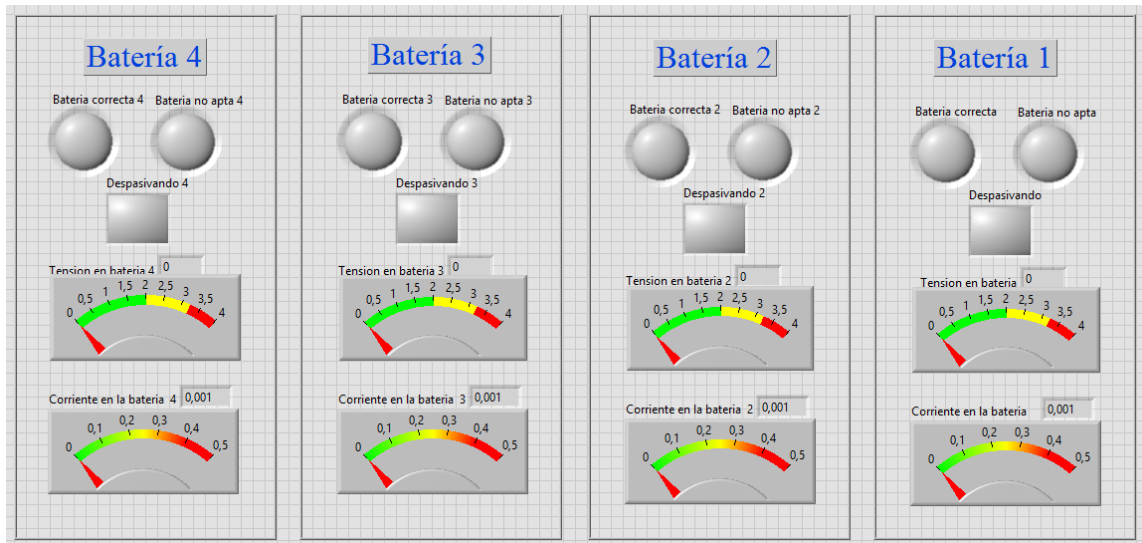 Batería 4
Bateria correcta 4 Bateria no apta 4
Despasivando 4
Tension en bateria 4 0
0 0,5 1 1,5 2 2,5 3 3,5 4
Corriente en la bateria 4 0,001
0 0,1 0,2 0,3 0,4 0,5
Batería 3
Bateria correcta 3 Bateria no apta 3
Despasivando 3
Tension en bateria 3 0
0 0,5 1 1,5 2 2,5 3 3,5 4
Corriente en la bateria 3 0,001
0 0,1 0,2 0,3 0,4 0,5
Batería 2
Bateria correcta 2 Bateria no apta 2
Despasivando 2
Tension en bateria 2 0
0 0,5 1 1,5 2 2,5 3 3,5 4
Corriente en la bateria 2 0,001
0 0,1 0,2 0,3 0,4 0,5
Batería 1
Bateria correcta Bateria no apta
Despasivando
Tension en bateria 0
0 0,5 1 1,5 2 2,5 3 3,5 4
Corriente en la bateria 0,001
0 0,1 0,2 0,3 0,4 0,5